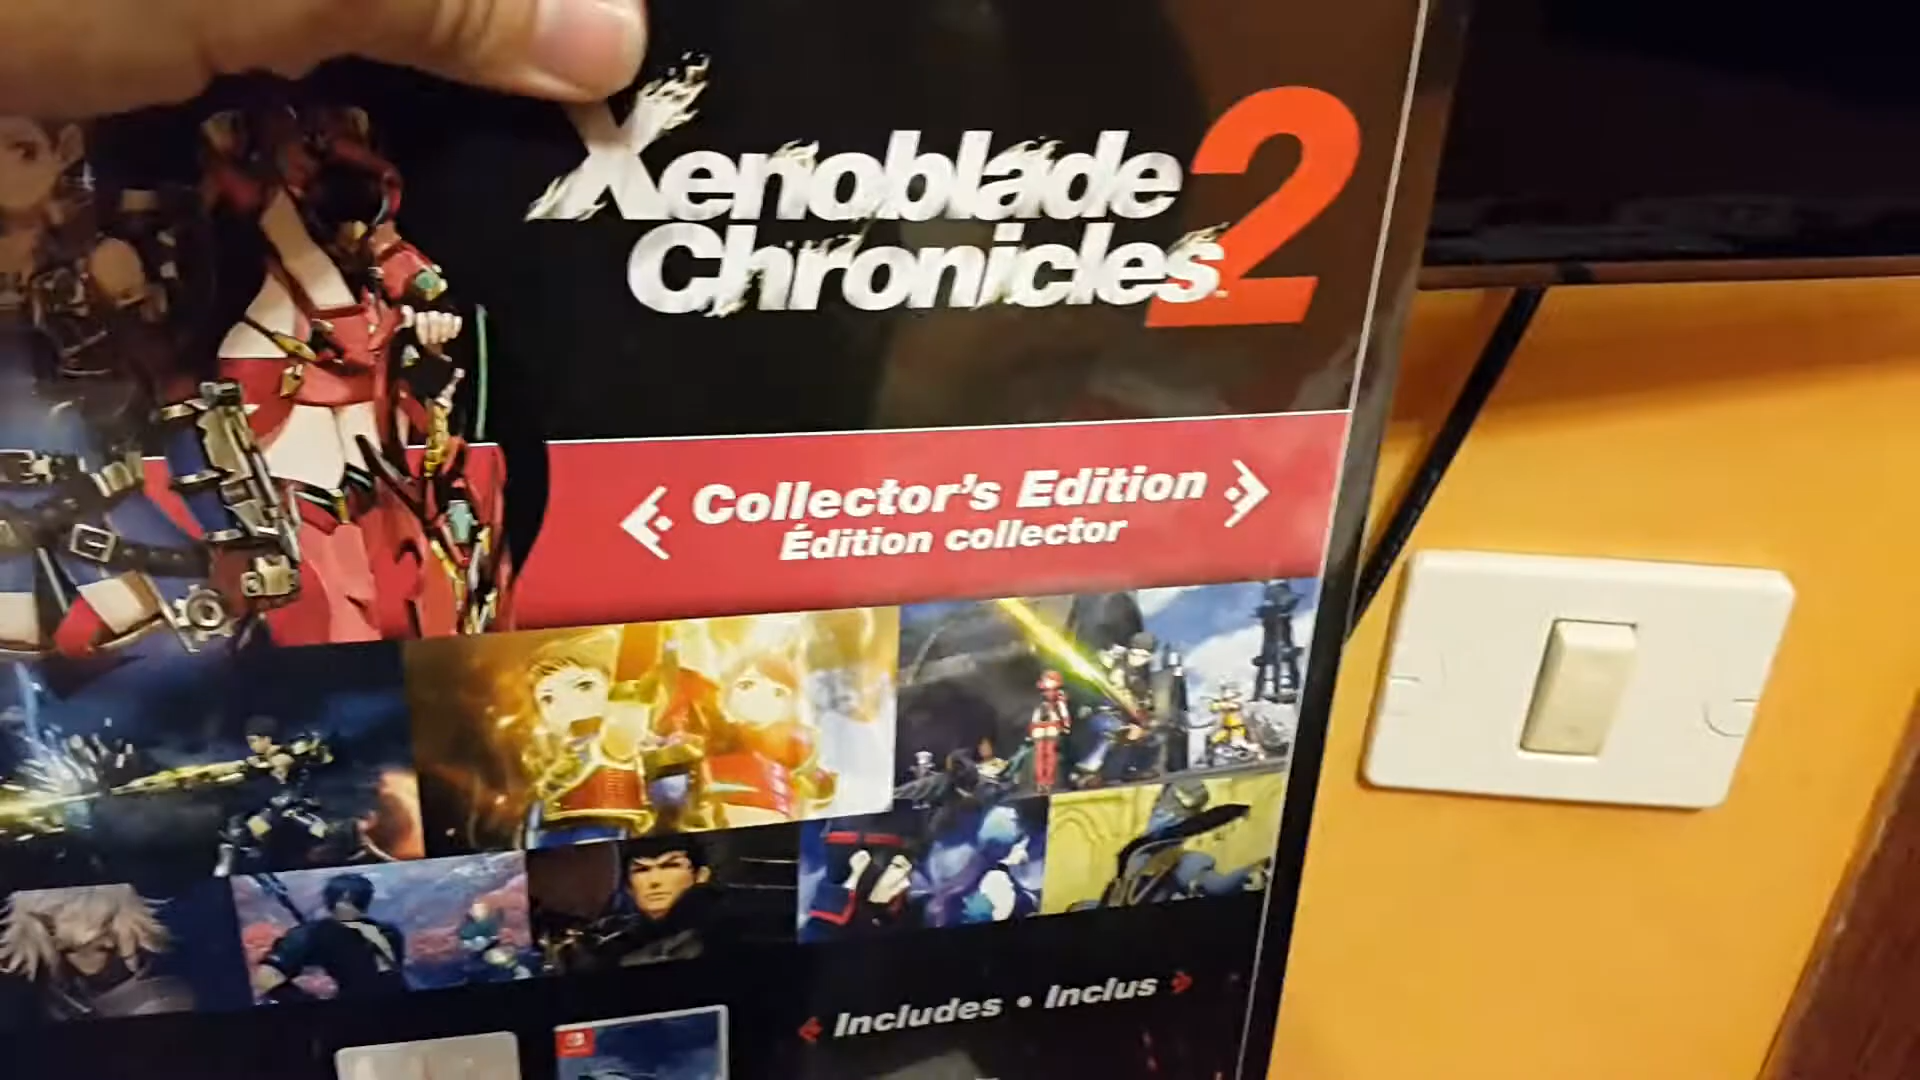 Xenoblade
Chronicles 2
Collector's Edition
Édition collector
Includes • Inclus